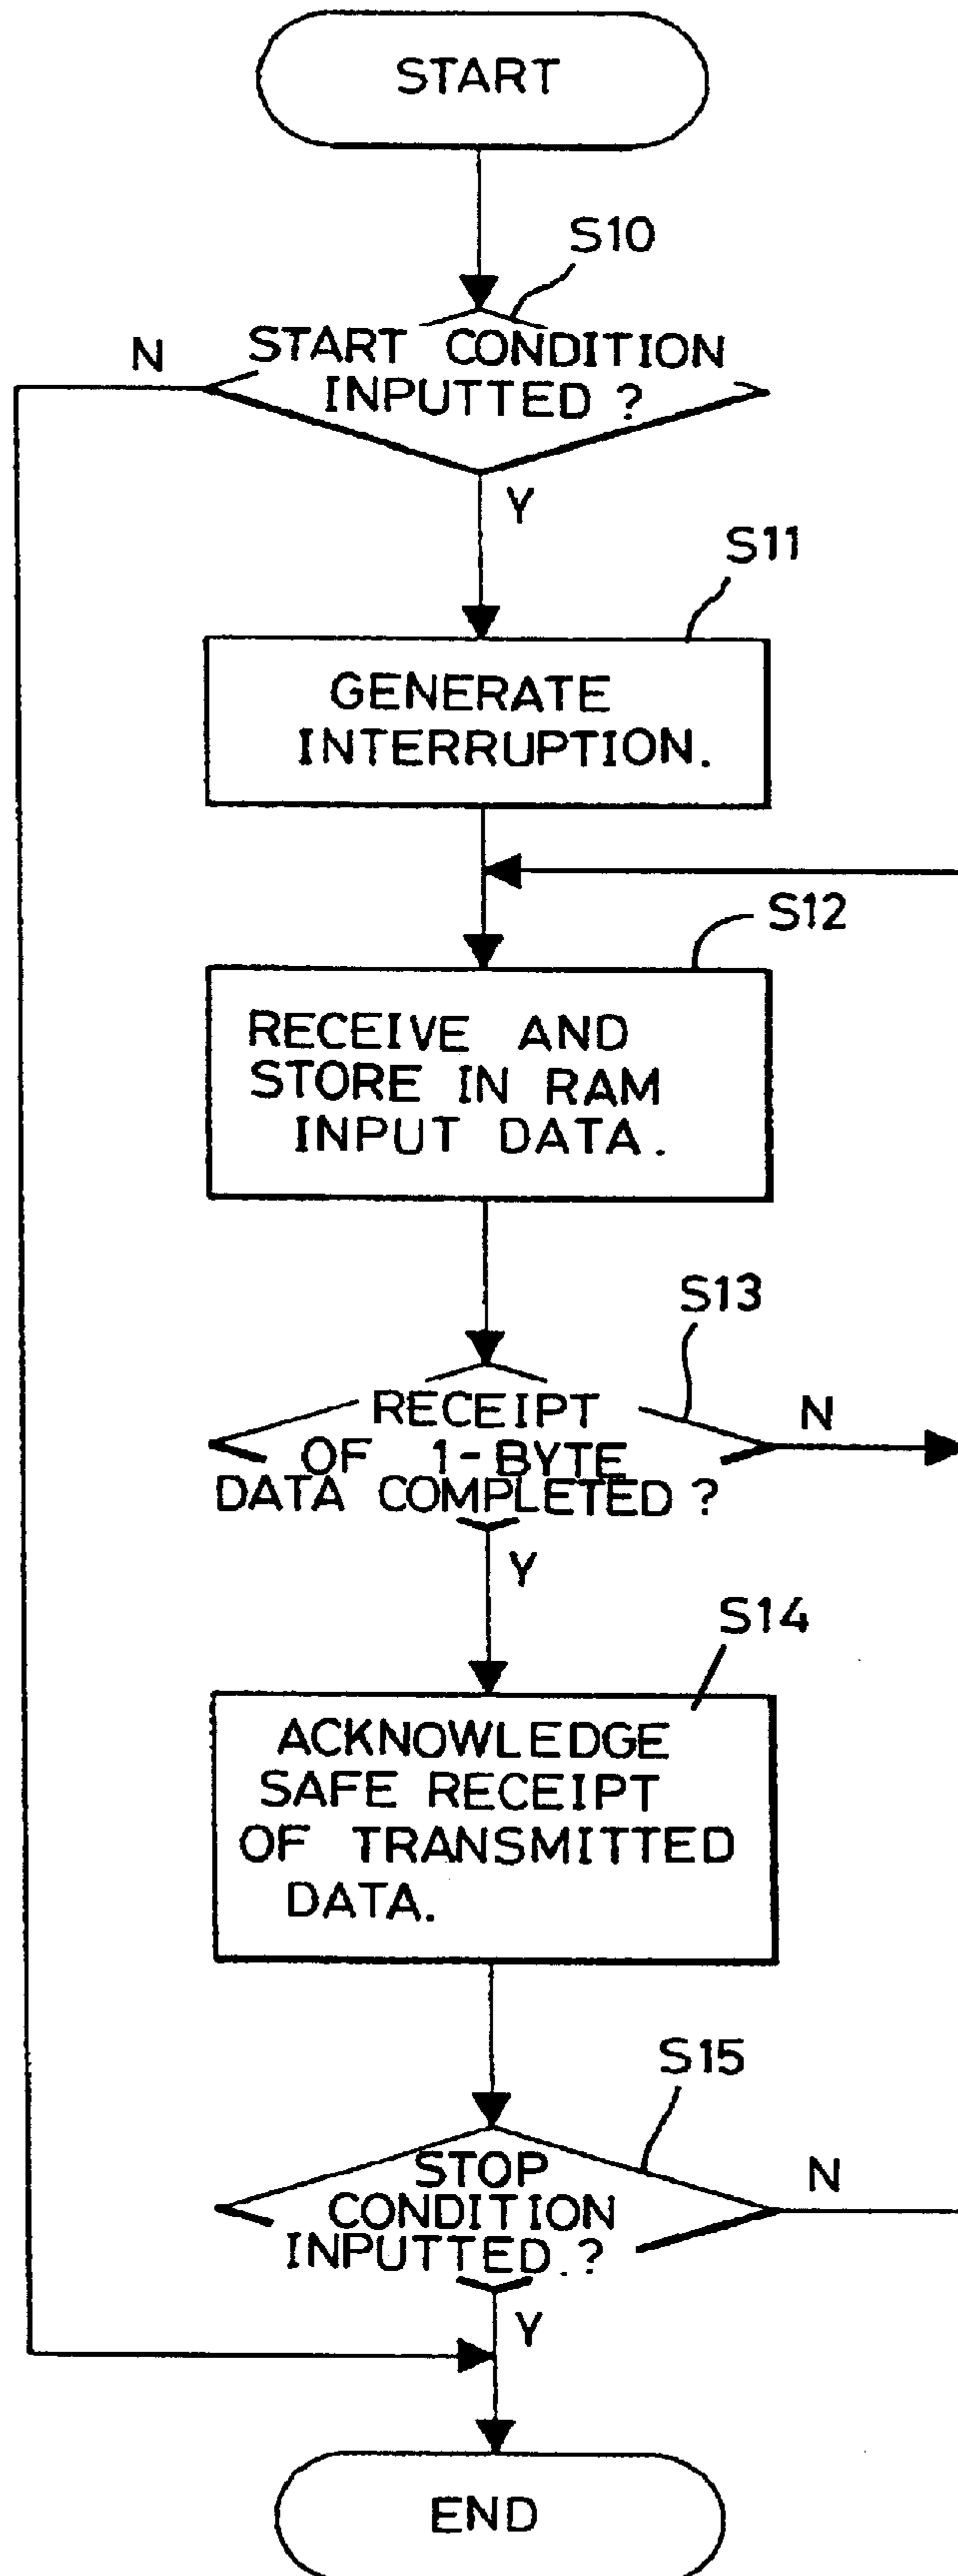 START
S10
N
START CONDITION
INPUTTED ?
Y
S11
GENERATE
INTERRUPTION.
S12
RECEIVE AND
STORE IN RAM
INPUT DATA.
S13
RECEIPT
OF 1-BYTE
DATA COMPLETED ?
N
Y
S14
ACKNOWLEDGE
SAFE RECEIPT
OF TRANSMITTED
DATA.
S15
STOP
CONDITION
INPUTTED.?
N
Y
END